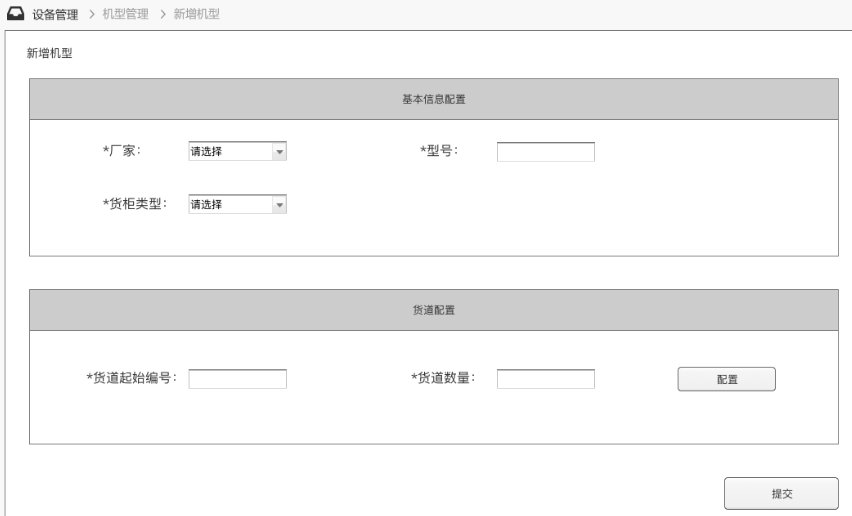 设备管理 > 机型管理 > 新增机型
新增机型
基本信息配置
*厂家： 请选择 *型号：
*货柜类型： 请选择
货道配置
*货道起始编号： *货道数量： 配置
提交